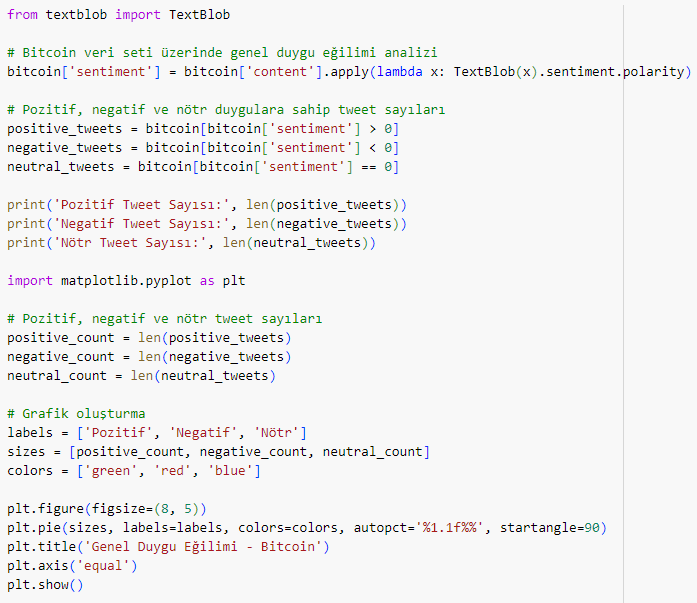 from textblob import TextBlob
# Bitcoin veri seti üzerinde genel duygu eğilimi analizi
bitcoin['sentiment'] = bitcoin['content'].apply(lambda x: TextBlob(x).sentiment.polarity)
# Pozitif, negatif ve nötr duygulara sahip tweet sayıları
positive_tweets = bitcoin[bitcoin['sentiment'] > 0]
negative_tweets = bitcoin[bitcoin['sentiment'] < 0]
neutral_tweets = bitcoin[bitcoin['sentiment'] == 0]
print('Pozitif Tweet Sayısı:', len(positive_tweets))
print('Negatif Tweet Sayısı:', len(negative_tweets))
print('Nötr Tweet Sayısı:', len(neutral_tweets))
import matplotlib.pyplot as plt
# Pozitif, negatif ve nötr tweet sayıları
positive_count = len(positive_tweets)
negative_count = len(negative_tweets)
neutral_count = len(neutral_tweets)
# Grafik oluşturma
labels = ['Pozitif', 'Negatif', 'Nötr']
sizes = [positive_count, negative_count, neutral_count]
colors = ['green', 'red', 'blue']
plt.figure(figsize=(8, 5))
plt.pie(sizes, labels=labels, colors=colors, autopct='%1.1f%%', startangle=90)
plt.title('Genel Duygu Eğilimi - Bitcoin')
plt.axis('equal')
plt.show()